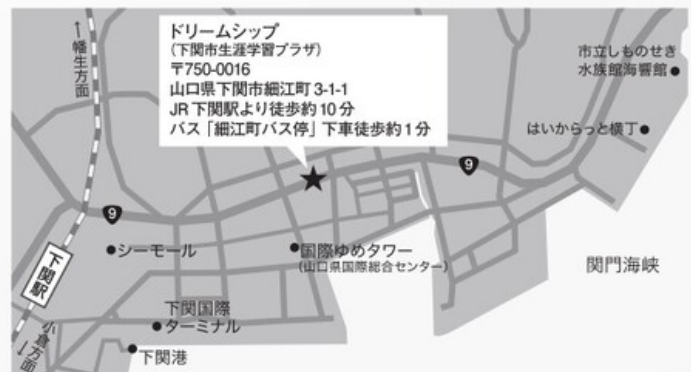 ドリームシップ
(下関市生涯学習プラザ)
〒750-0016
山口県下関市細江町3-1-1
JR下関駅より徒歩約10分
バス「細江町バス停」下車徒歩約1分
←幡生方面
市立しものせき
水族館海響館
はいからっと横丁
9
9
シーモール
国際ゆめタワー
(山口県国際総合センター)
関門海峡
下関駅
下関国際
ターミナル
小倉方面→
下関港